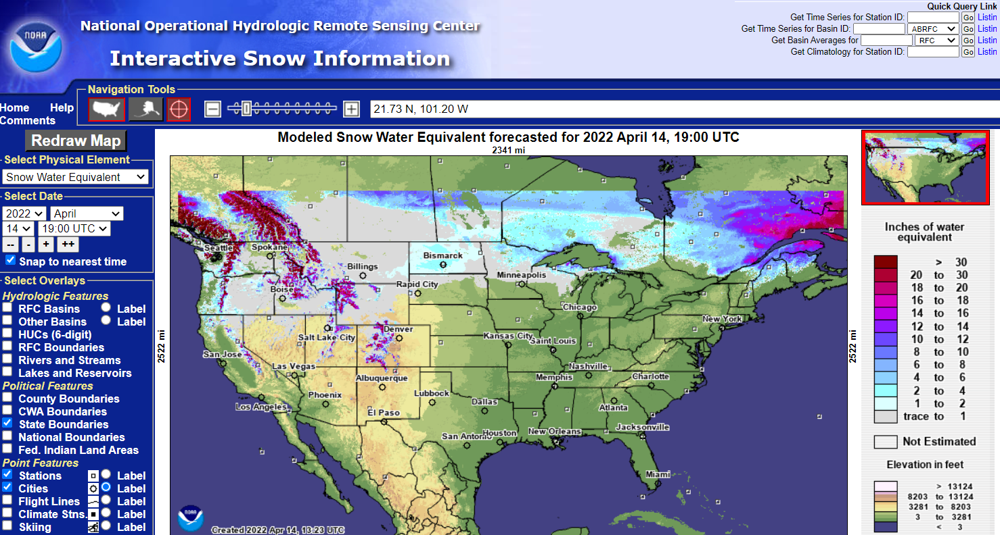 Quick Query Link
NOAA
National Operational Hydrologic Remote Sensing Center
Interactive Snow Information
Get Time Series for Station ID: Go Listin
Get Time Series for Basin ID: ABRFC Go Listin
Get Basin Averages for RFC Go Listin
Get Climatology for Station ID: Go Listin
Navigation Tools
Home Help
Comments
21.73 N, 101.20 W
Redraw Map
Select Physical Element
Snow Water Equivalent
Select Date
2022 April
14 19:00 UTC
-- - + ++
Snap to nearest time
Select Overlays
Hydrologic Features
RFC Basins Label
Other Basins Label
HUCs (6-digit)
RFC Boundaries
Rivers and Streams
Lakes and Reservoirs
Political Features
County Boundaries
CWA Boundaries
State Boundaries
National Boundaries
Fed. Indian Land Areas
Point Features
Stations Label
Cities Label
Flight Lines Label
Climate Stns. Label
Skiing Label
Modeled Snow Water Equivalent forecasted for 2022 April 14, 19:00 UTC
2341 mi
2522 mi
2522 mi
Seattle
Spokane
Billings
Bismarck
Boise
Rapid City
Minneapolis
Chicago
New York
Salt Lake City
Denver
Kansas City
Saint Louis
San Jose
Las Vegas
Albuquerque
Nashville
Memphis
Charlotte
Los Angeles
Phoenix
Lubbock
Dallas
Atlanta
El Paso
San Antonio
Houston
New Orleans
Jacksonville
Miami
NOAA
Created 2022 Apr 14, 13:23 UTC
Inches of water
equivalent
> 30
20 to 30
18 to 20
16 to 18
14 to 16
12 to 14
10 to 12
8 to 10
6 to 8
4 to 6
2 to 4
1 to 2
trace to 1
Not Estimated
Elevation in feet
> 13124
8203 to 13124
3281 to 8203
3 to 3281
< 3